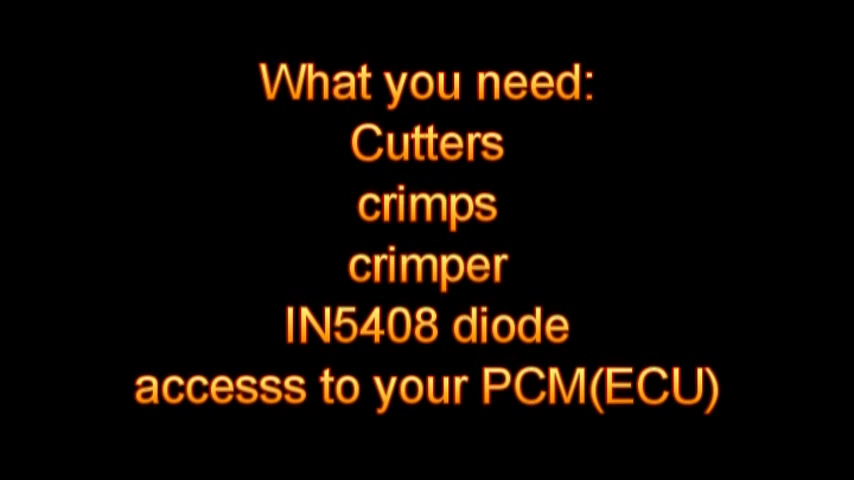 What you need:
Cutters
crimps
crimper
IN5408 diode
accesss to your PCM(ECU)